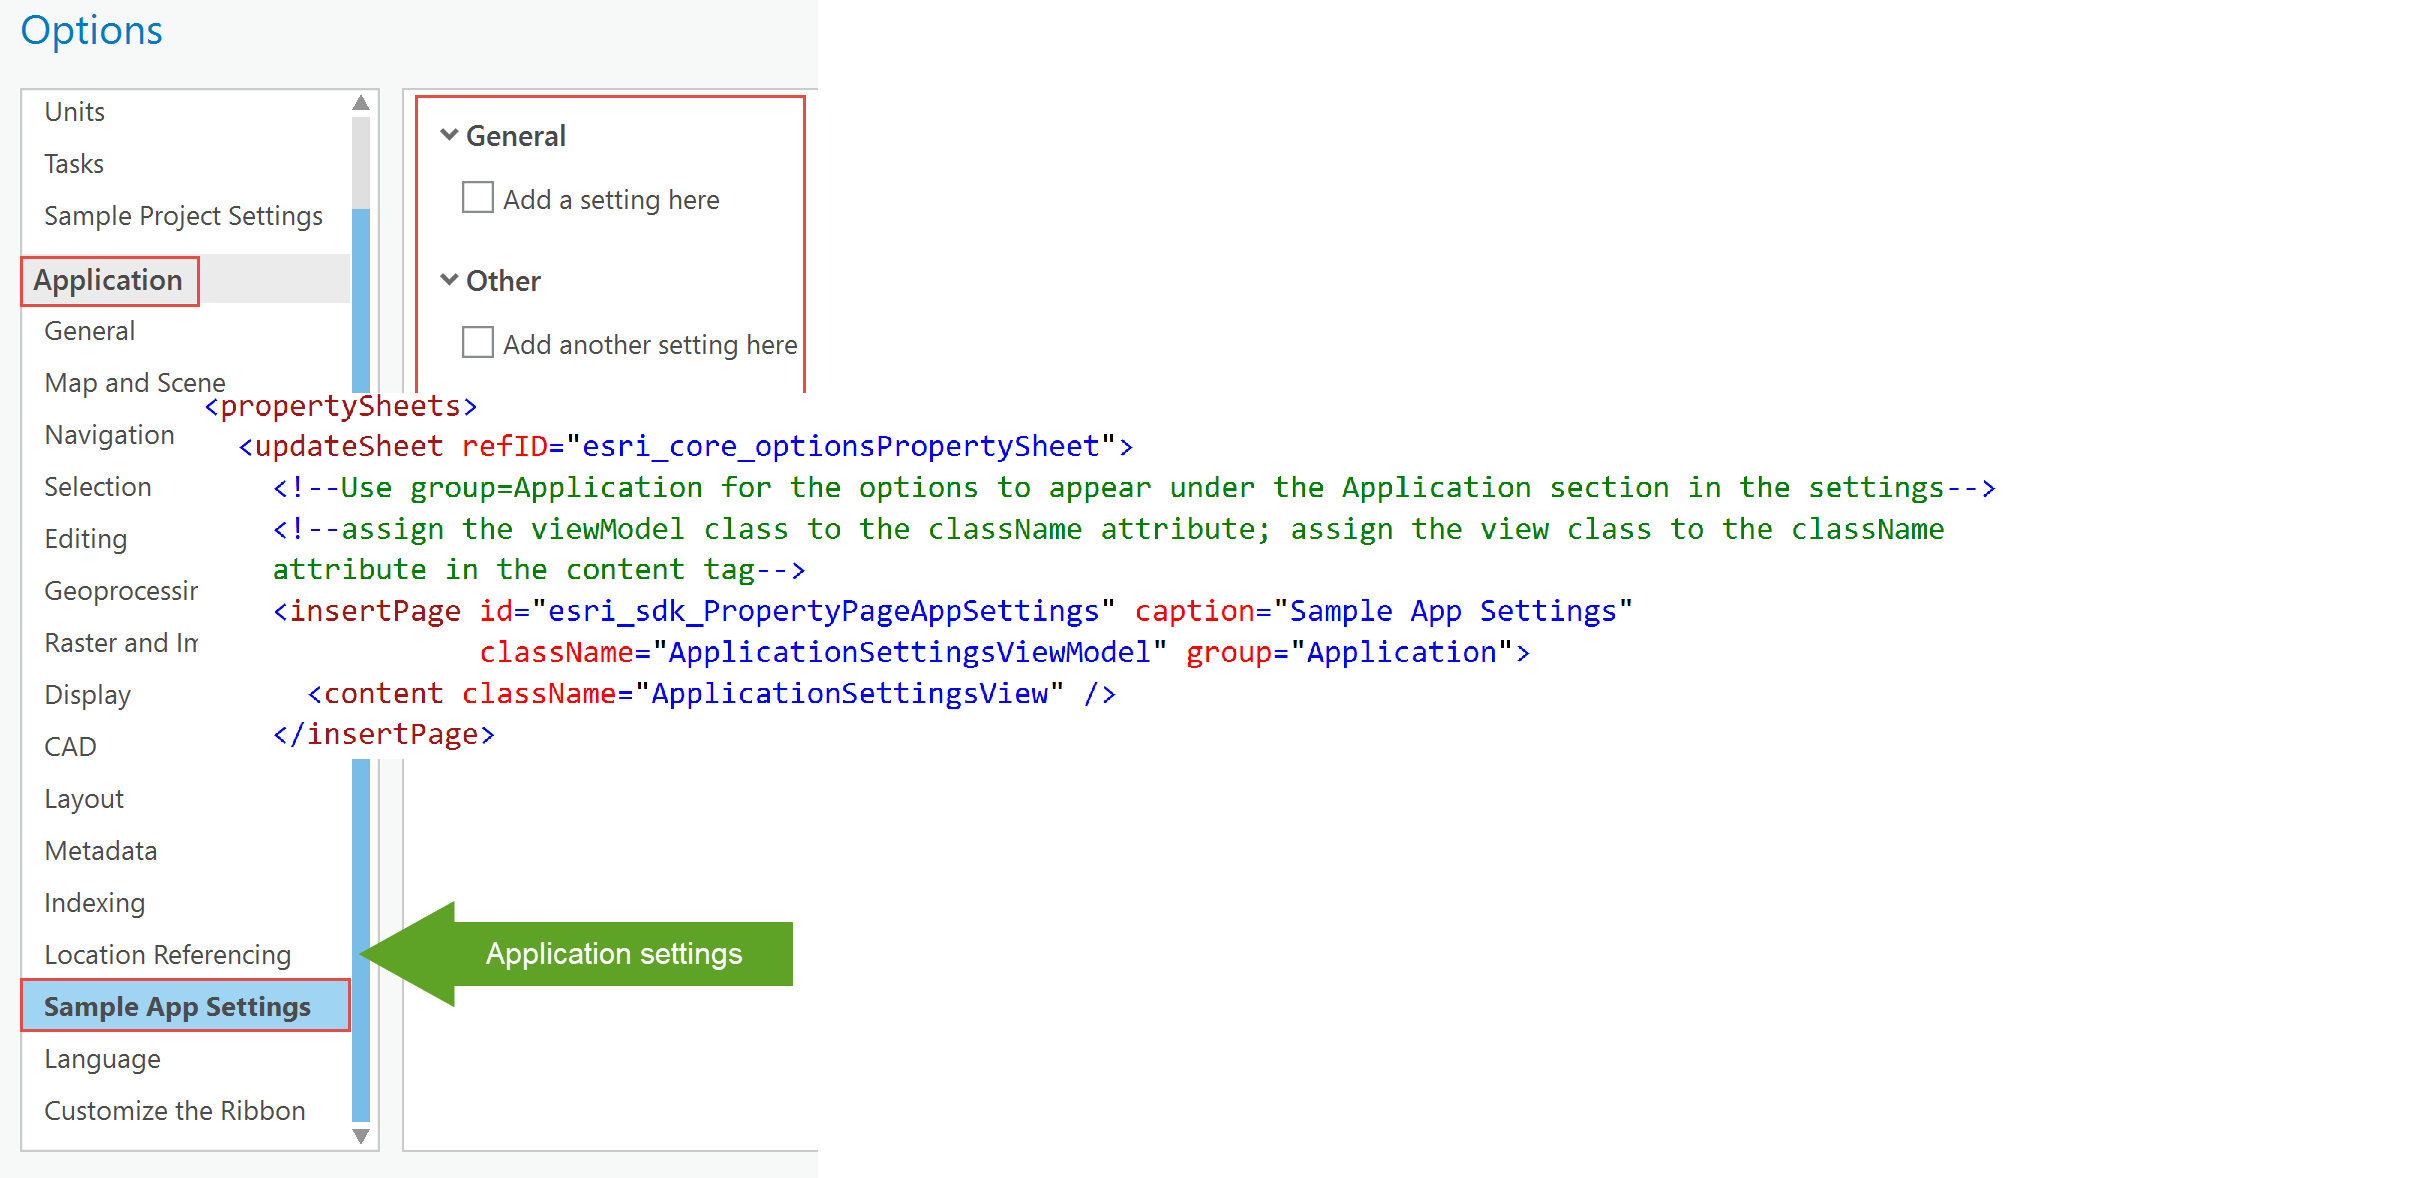 Options
Units
Tasks
Sample Project Settings
Application
General
Map and Scene
Navigation
Selection
Editing
Geoprocessin
Raster and Im
Display
CAD
Layout
Metadata
Indexing
Location Referencing
Sample App Settings
Language
Customize the Ribbon
General
Add a setting here
Other
Add another setting here
<propertySheets>
<updateSheet refID="esri_core_optionsPropertySheet">
<!--Use group=Application for the options to appear under the Application section in the settings-->
<!--assign the viewModel class to the className attribute; assign the view class to the className
attribute in the content tag-->
<insertPage id="esri_sdk_PropertyPageAppSettings" caption="Sample App Settings"
className="ApplicationSettingsViewModel" group="Application">
<content className="ApplicationSettingsView" />
</insertPage>
Application settings